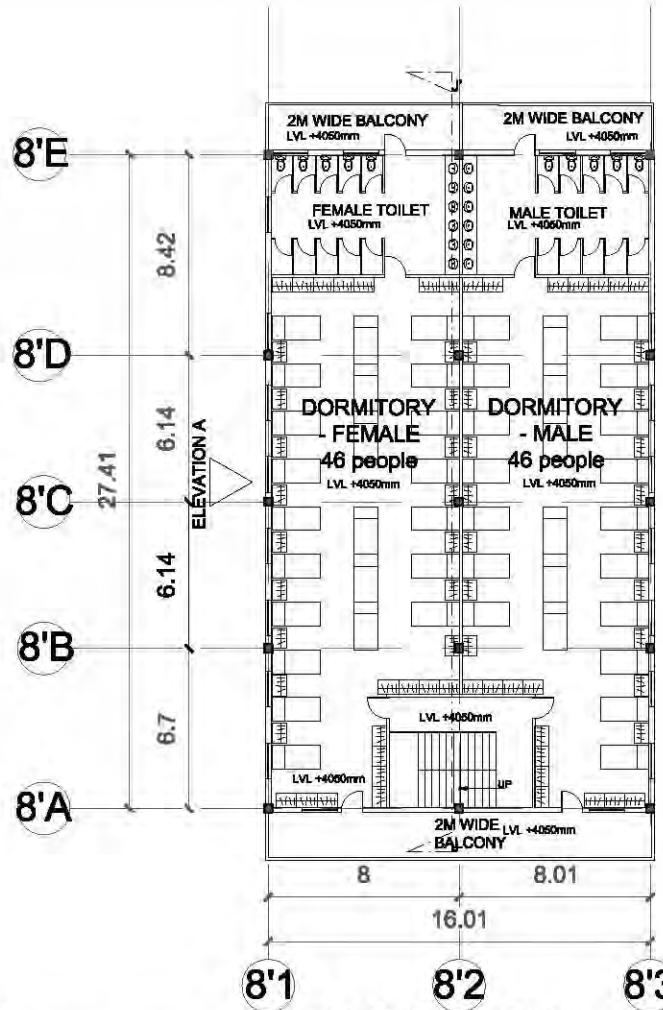 J'
2M WIDE BALCONY
LVL +4050mm
2M WIDE BALCONY
LVL +4050mm
8'E
FEMALE TOILET
LVL +4050mm
MALE TOILET
LVL +4050mm
8.42
8'D
DORMITORY
- FEMALE
46 people
LVL +4050mm
DORMITORY
- MALE
46 people
LVL +4050mm
6.14
27.41
ELEVATION A
8'C
6.14
8'B
6.7
LVL +4050mm
LVL +4050mm
UP
8'A
2M WIDE
BALCONY
LVL +4050mm
8
8.01
16.01
8'1
8'2
8'3